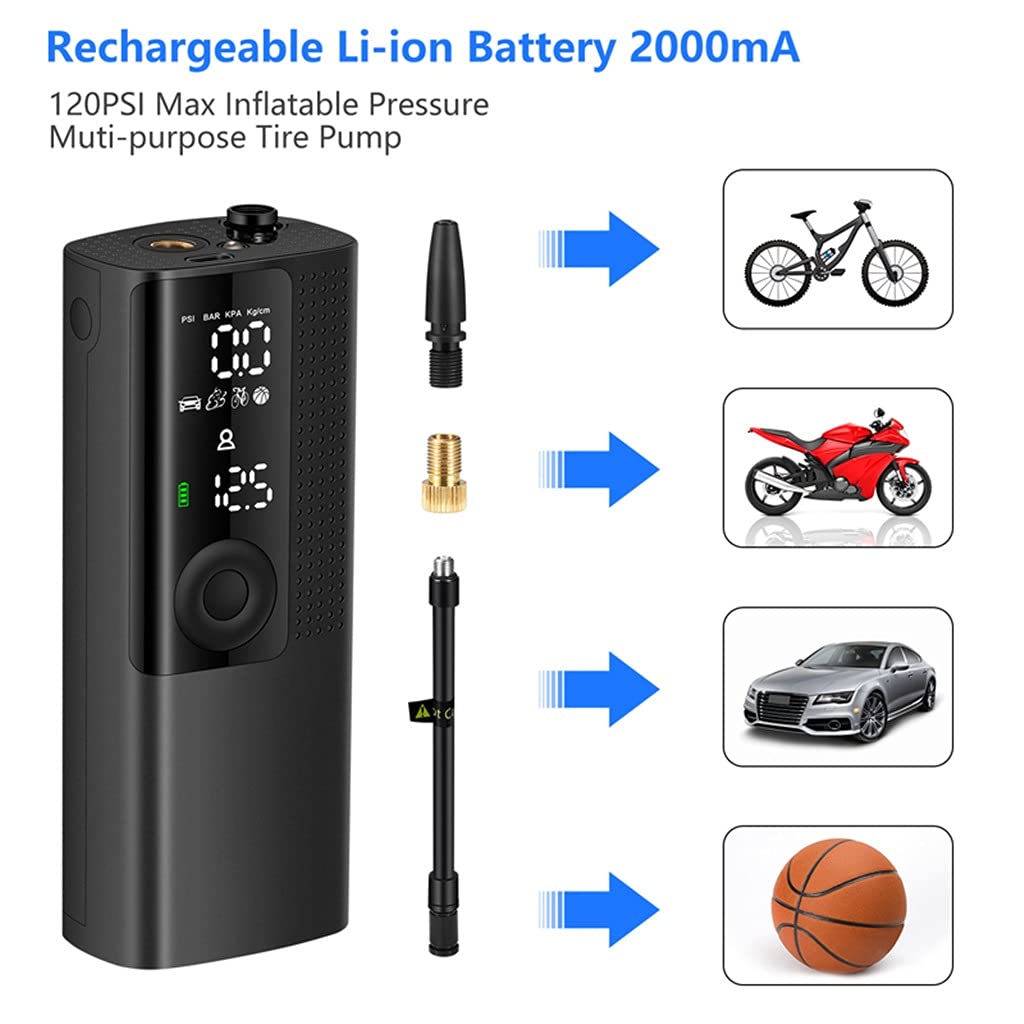 Rechargeable Li-ion Battery 2000mA
120PSI Max Inflatable Pressure
Muti-purpose Tire Pump
PSI BAR KPA Kg/cm
0.0
12.5